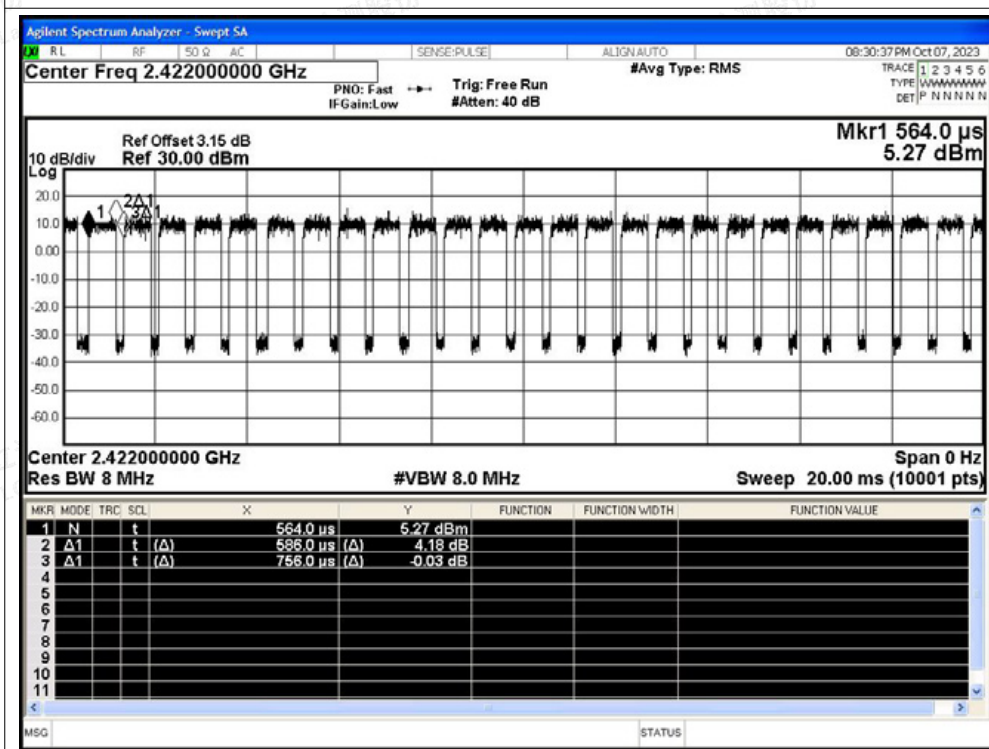 Agilent Spectrum Analyzer - Swept SA
LXI RL RF 50 Ω AC SENSE:PULSE ALIGN AUTO 08:30:37 PM Oct 07, 2023
Center Freq 2.422000000 GHz #Avg Type: RMS TRACE 1 2 3 4 5 6
PNO: Fast Trig: Free Run TYPE WWWWWW
IFGain:Low #Atten: 40 dB DET P N N N N N
Mkr1 564.0 µs
Ref Offset 3.15 dB
10 dB/div Ref 30.00 dBm 5.27 dBm
Log
20.0
2Δ1
1 3Δ1
10.0
0.00
-10.0
-20.0
-30.0
-40.0
-50.0
-60.0
Center 2.422000000 GHz Span 0 Hz
Res BW 8 MHz #VBW 8.0 MHz Sweep 20.00 ms (10001 pts)
MKR MODE TRC SCL X Y FUNCTION FUNCTION WIDTH FUNCTION VALUE
1 N t 564.0 µs 5.27 dBm
2 Δ1 t (Δ) 586.0 µs (Δ) 4.18 dB
3 Δ1 t (Δ) 756.0 µs (Δ) -0.03 dB
4
5
6
7
8
9
10
11
MSG STATUS